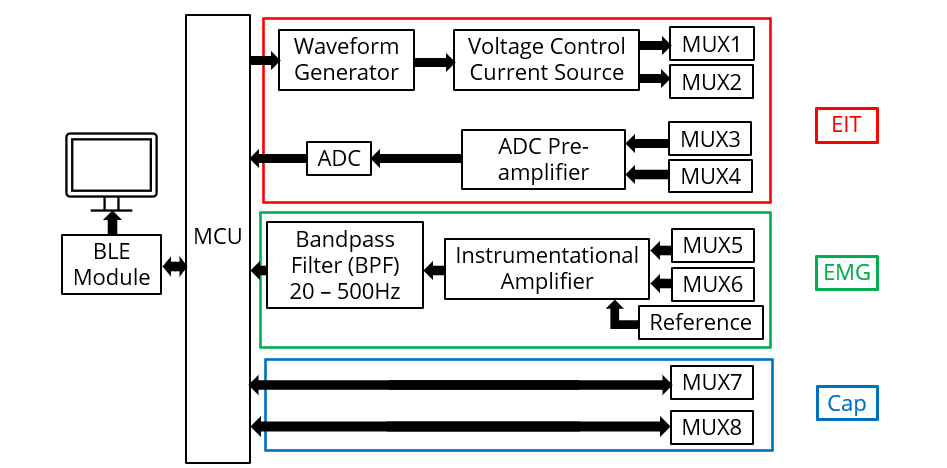 BLE
Module
MCU
Waveform
Generator
Voltage Control
Current Source
MUX1
MUX2
ADC
ADC Pre-
amplifier
MUX3
MUX4
EIT
Bandpass
Filter (BPF)
20 – 500Hz
Instrumentational
Amplifier
MUX5
MUX6
Reference
EMG
MUX7
MUX8
Cap